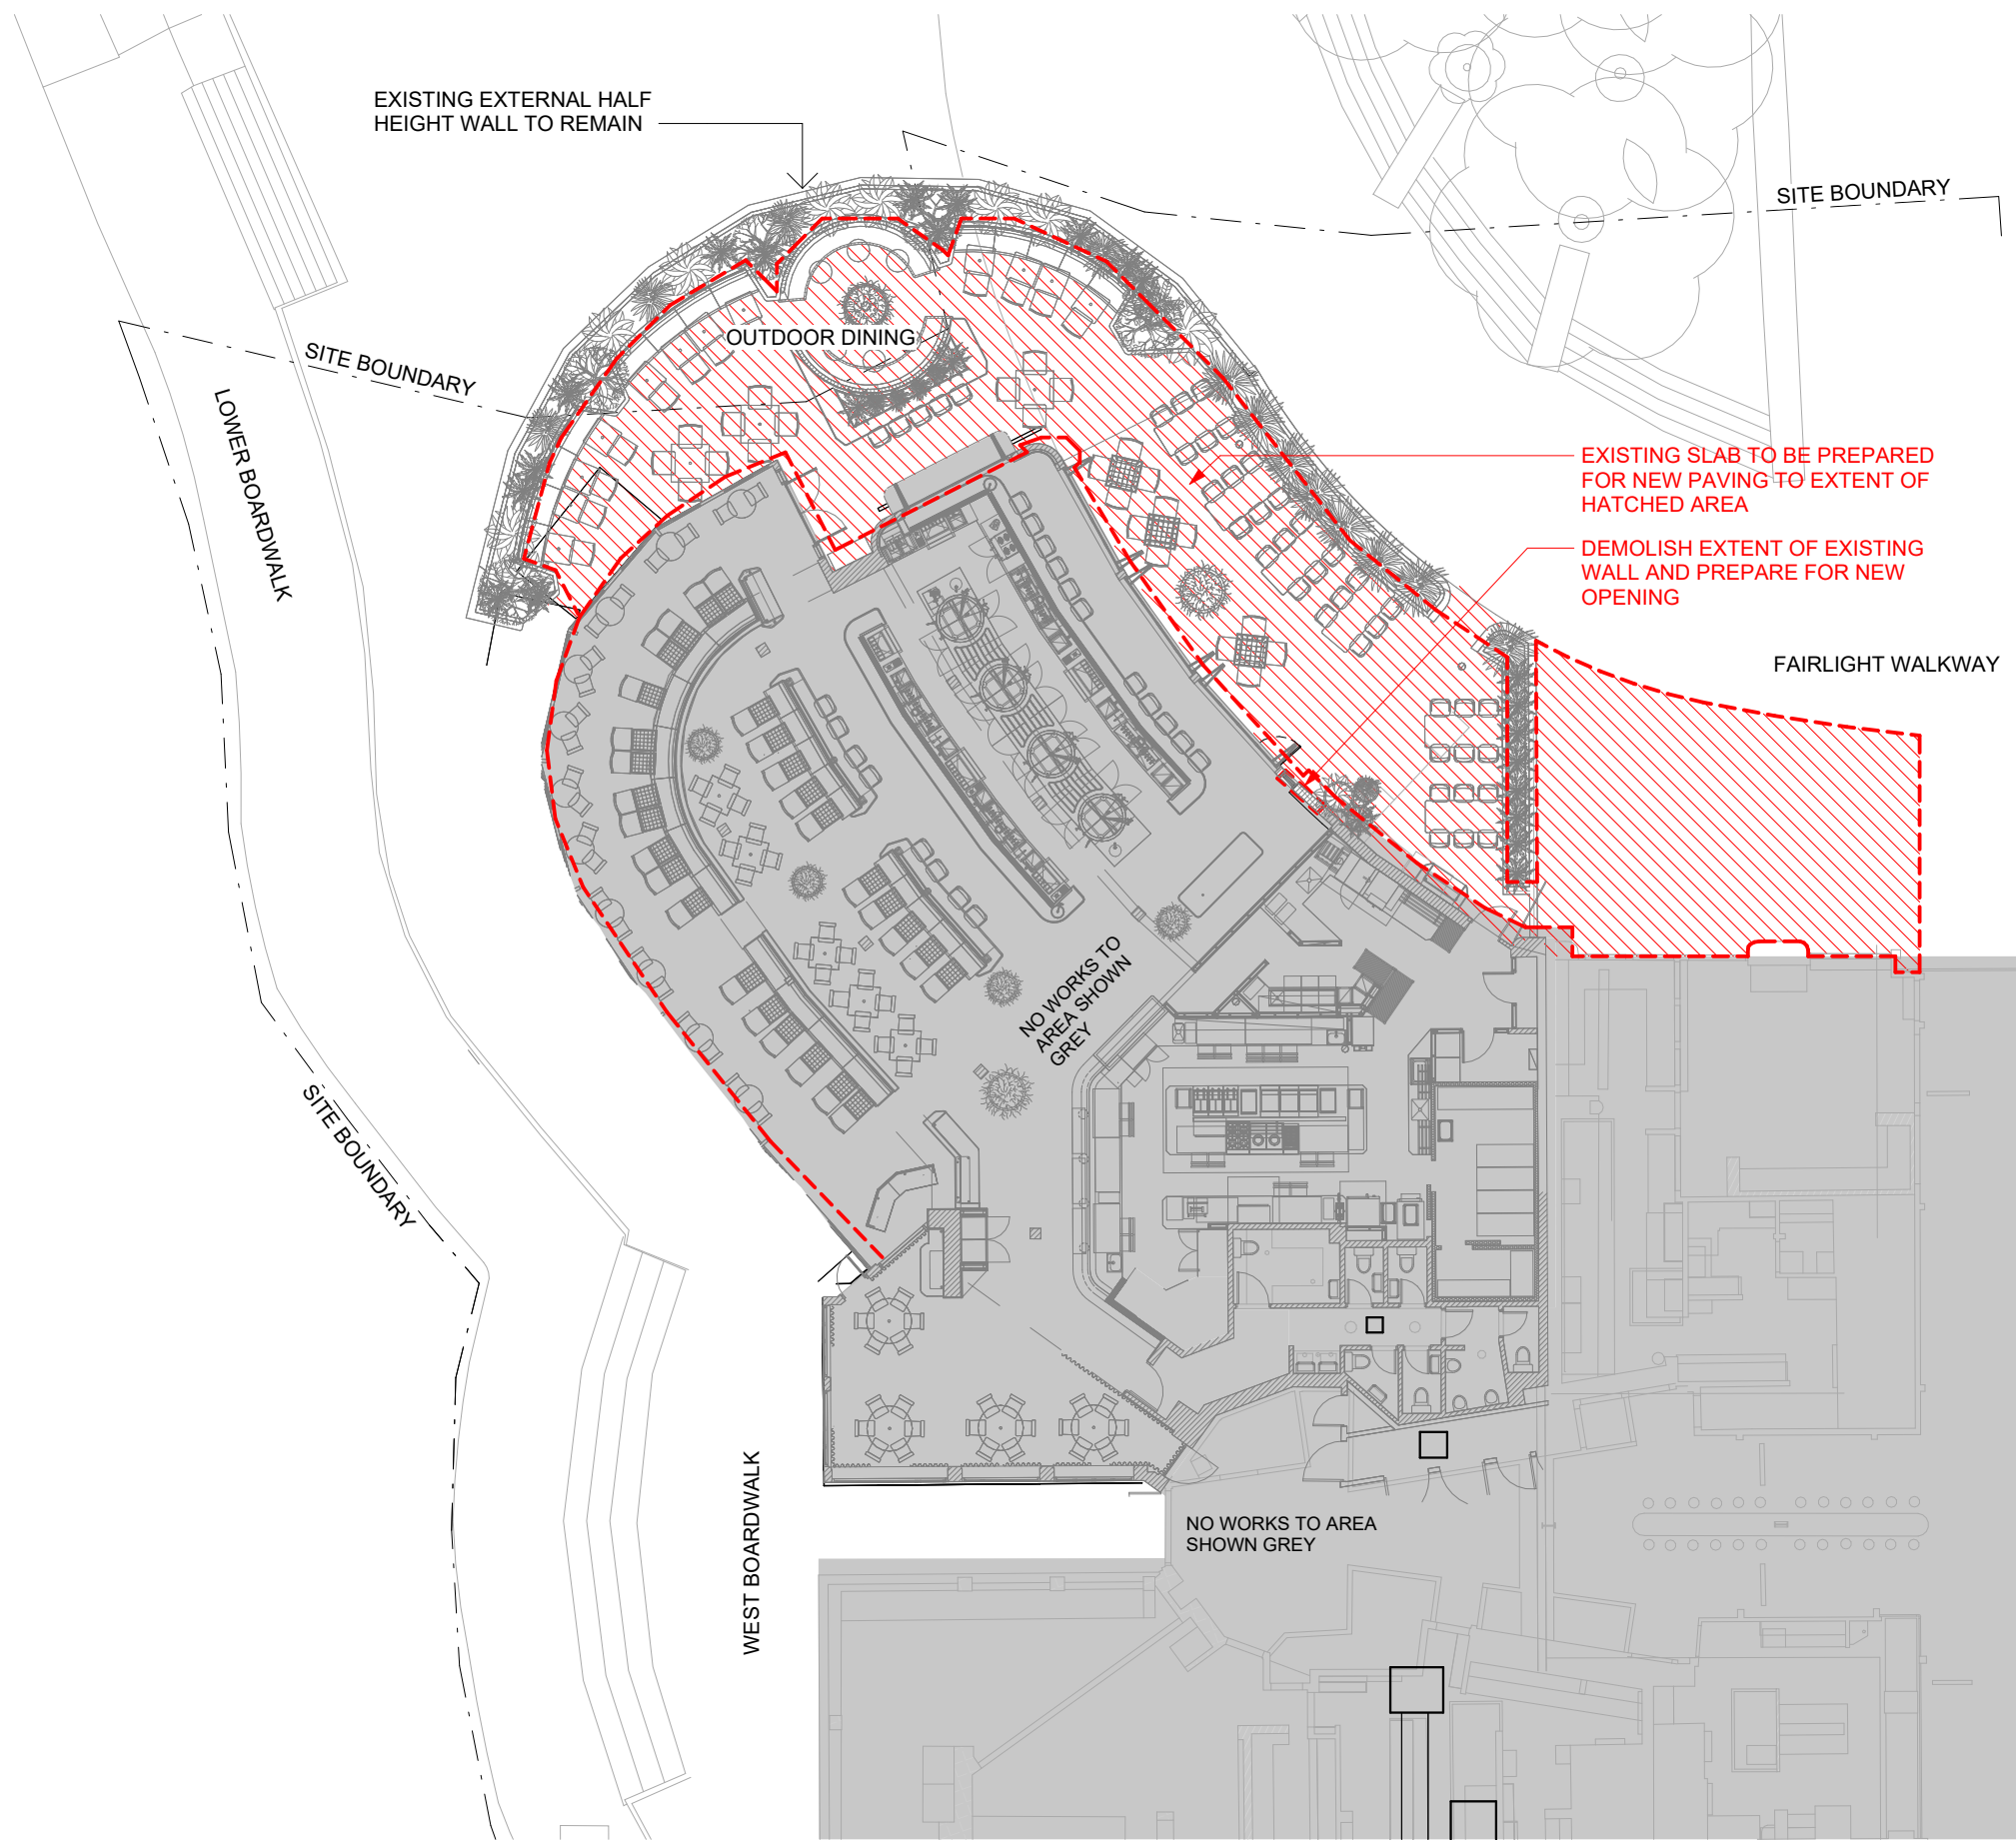 EXISTING EXTERNAL HALF
HEIGHT WALL TO REMAIN
SITE BOUNDARY
OUTDOOR DINING
SITE BOUNDARY
LOWER BOARDWALK
EXISTING SLAB TO BE PREPARED
FOR NEW PAVING TO EXTENT OF
HATCHED AREA
DEMOLISH EXTENT OF EXISTING
WALL AND PREPARE FOR NEW
OPENING
FAIRLIGHT WALKWAY
NO WORKS TO
AREA SHOWN
GREY
SITE BOUNDARY
WEST BOARDWALK
NO WORKS TO AREA
SHOWN GREY